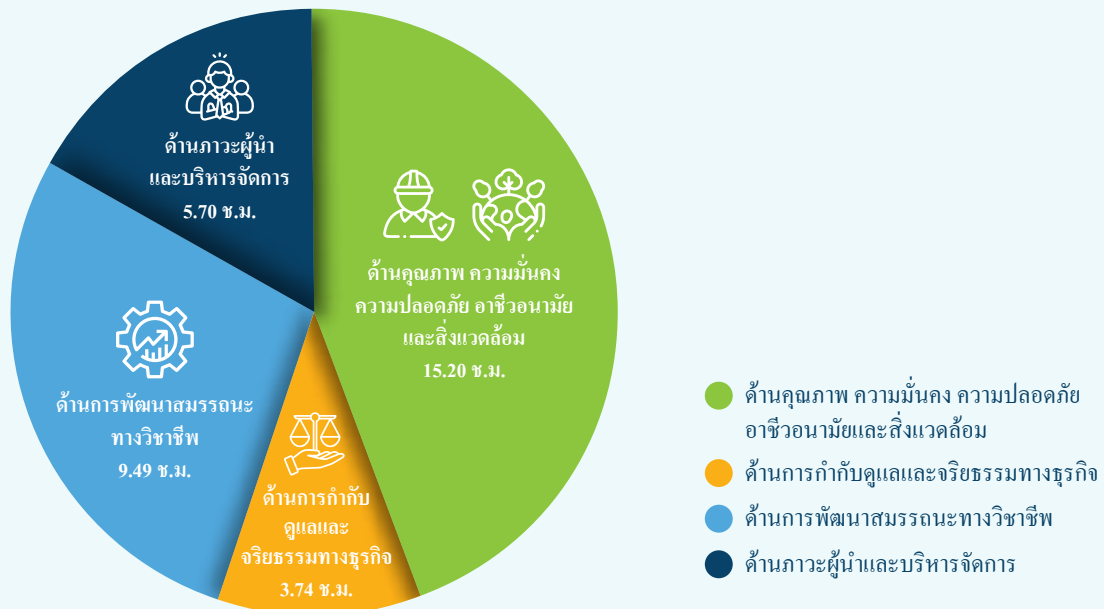 ด้านภาวะผู้นำ
และบริหารจัดการ
5.70 ช.ม.
ด้านคุณภาพ ความมั่นคง
ความปลอดภัย อาชีวอนามัย
และสิ่งแวดล้อม
15.20 ช.ม.
ด้านการพัฒนาสมรรถนะ
ทางวิชาชีพ
9.49 ช.ม.
ด้านการกำกับ
ดูแลและ
จริยธรรมทางธุรกิจ
3.74 ช.ม.
ด้านคุณภาพ ความมั่นคง ความปลอดภัย
อาชีวอนามัยและสิ่งแวดล้อม
ด้านการกำกับดูแลและจริยธรรมทางธุรกิจ
ด้านการพัฒนาสมรรถนะทางวิชาชีพ
ด้านภาวะผู้นำและบริหารจัดการ